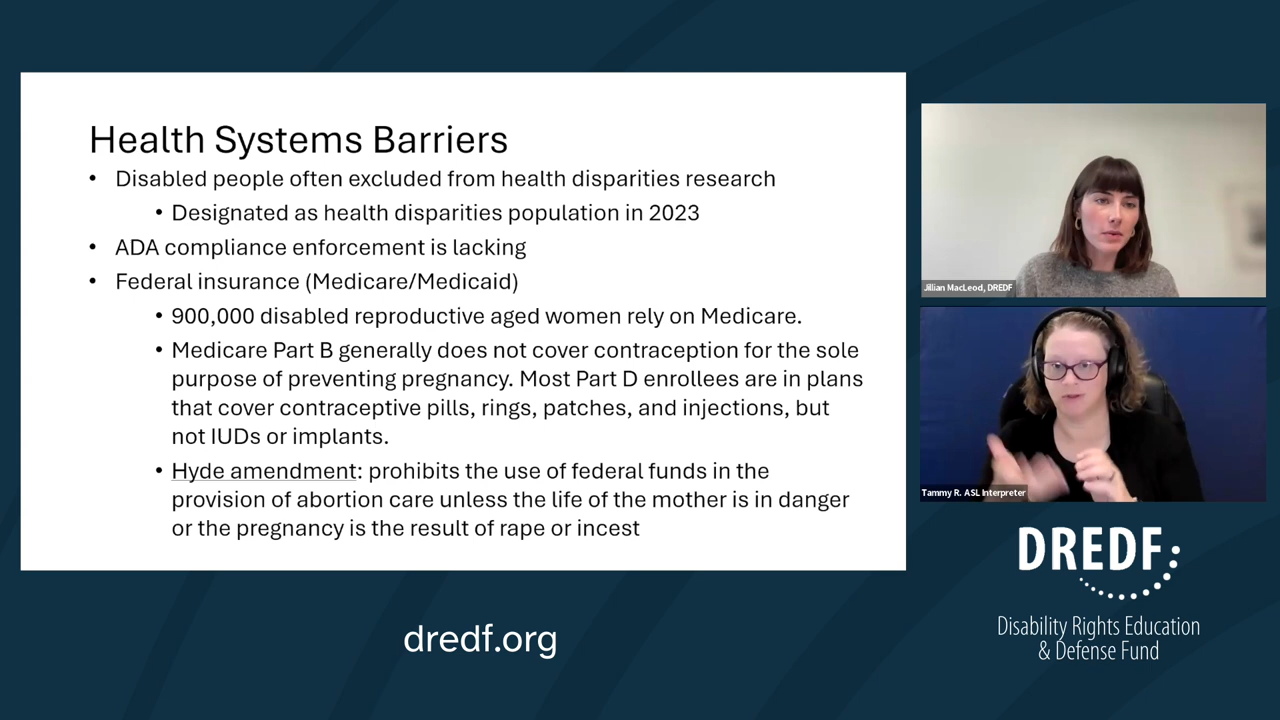 Health Systems Barriers
• Disabled people often excluded from health disparities research
• Designated as health disparities population in 2023
• ADA compliance enforcement is lacking
• Federal insurance (Medicare/Medicaid)
• 900,000 disabled reproductive aged women rely on Medicare.
• Medicare Part B generally does not cover contraception for the sole
purpose of preventing pregnancy. Most Part D enrollees are in plans
that cover contraceptive pills, rings, patches, and injections, but
not IUDs or implants.
• Hyde amendment: prohibits the use of federal funds in the
provision of abortion care unless the life of the mother is in danger
or the pregnancy is the result of rape or incest
Jillian MacLeod, DREDF
Tammy R. ASL Interpreter
DREDF
Disability Rights Education
& Defense Fund
dredf.org